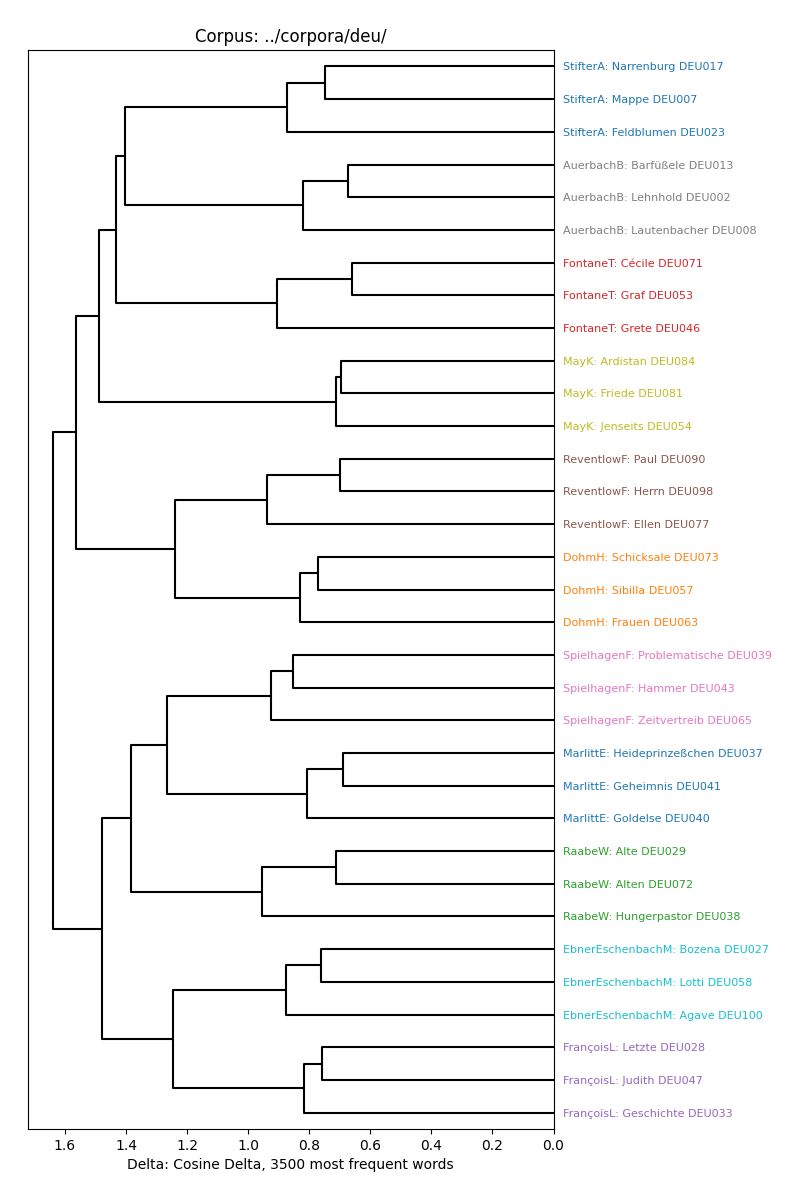 Corpus: ../corpora/deu/
StifterA: Narrenburg DEU017
StifterA: Mappe DEU007
StifterA: Feldblumen DEU023
AuerbachB: Barfüßele DEU013
AuerbachB: Lehnhold DEU002
AuerbachB: Lautenbacher DEU008
FontaneT: Cécile DEU071
FontaneT: Graf DEU053
FontaneT: Grete DEU046
MayK: Ardistan DEU084
MayK: Friede DEU081
MayK: Jenseits DEU054
ReventlowF: Paul DEU090
ReventlowF: Herrn DEU098
ReventlowF: Ellen DEU077
DohmH: Schicksale DEU073
DohmH: Sibilla DEU057
DohmH: Frauen DEU063
SpielhagenF: Problematische DEU039
SpielhagenF: Hammer DEU043
SpielhagenF: Zeitvertreib DEU065
MarlittE: Heideprinzeßchen DEU037
MarlittE: Geheimnis DEU041
MarlittE: Goldelse DEU040
RaabeW: Alte DEU029
RaabeW: Alten DEU072
RaabeW: Hungerpastor DEU038
EbnerEschenbachM: Bozena DEU027
EbnerEschenbachM: Lotti DEU058
EbnerEschenbachM: Agave DEU100
FrançoisL: Letzte DEU028
FrançoisL: Judith DEU047
FrançoisL: Geschichte DEU033
1.6 1.4 1.2 1.0 0.8 0.6 0.4 0.2 0.0
Delta: Cosine Delta, 3500 most frequent words